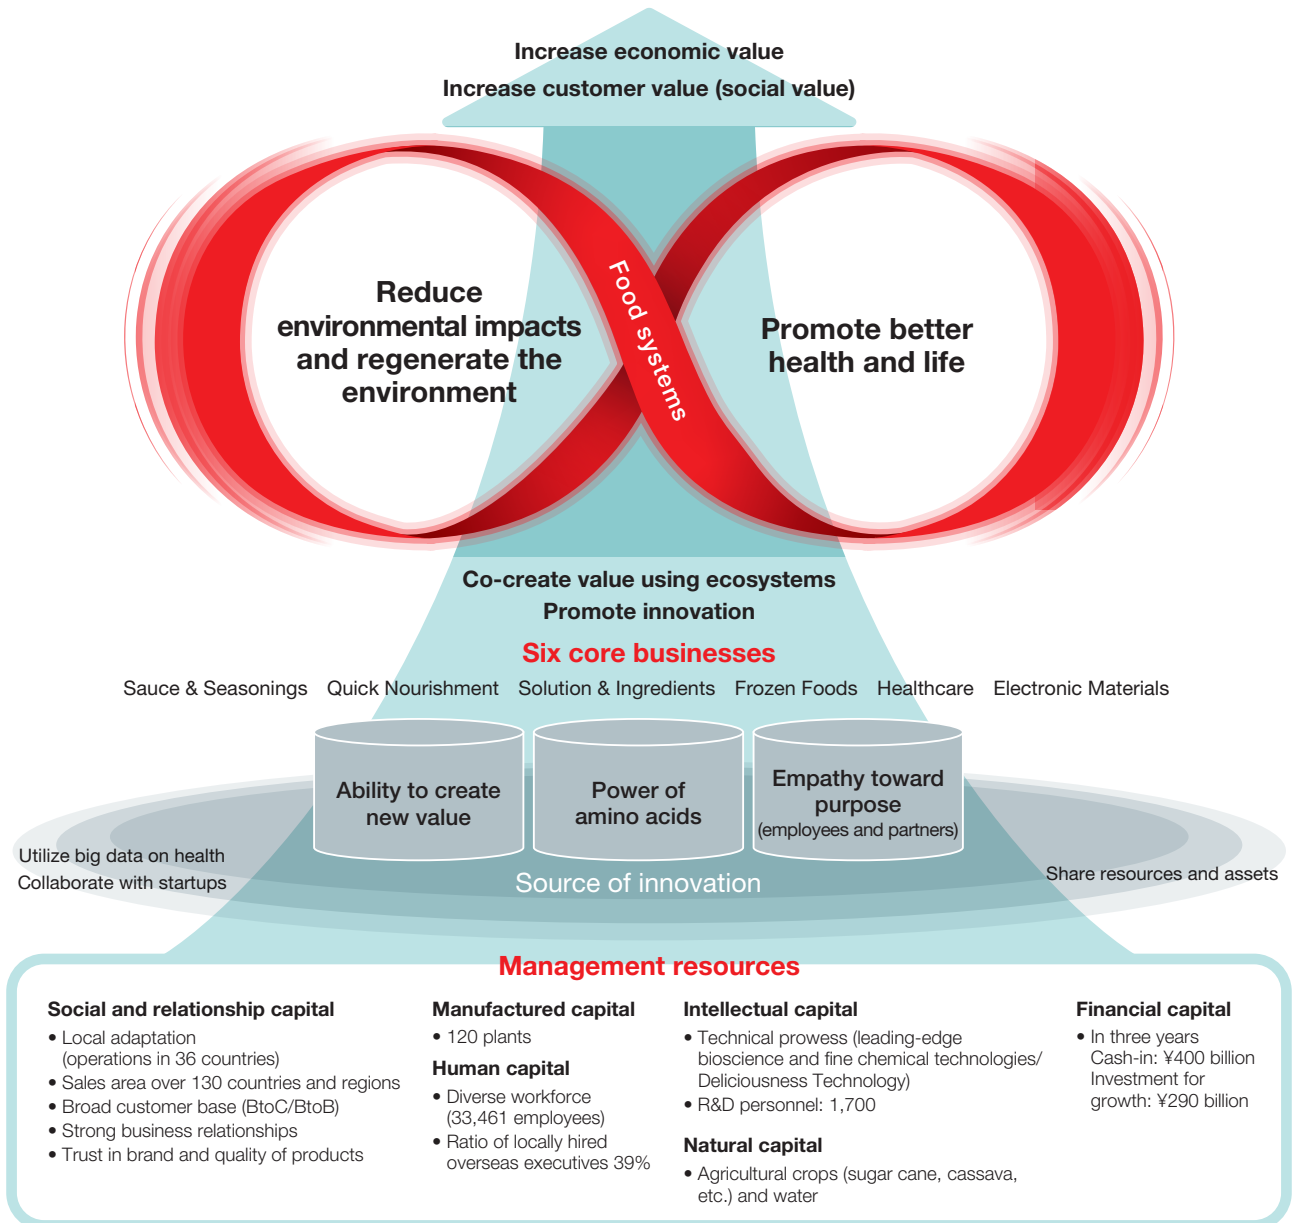 Increase economic value
Increase customer value (social value)
Reduce
environmental impacts
and regenerate the
environment
Food systems
Promote better
health and life
Co-create value using ecosystems
Promote innovation
Six core businesses
Sauce & Seasonings Quick Nourishment Solution & Ingredients Frozen Foods Healthcare Electronic Materials
Ability to create
new value
Power of
amino acids
Empathy toward
purpose
(employees and partners)
Utilize big data on health
Collaborate with startups
Source of innovation
Share resources and assets
Management resources
Social and relationship capital
• Local adaptation
(operations in 36 countries)
• Sales area over 130 countries and regions
• Broad customer base (BtoC/BtoB)
• Strong business relationships
• Trust in brand and quality of products
Manufactured capital
• 120 plants
Human capital
• Diverse workforce
(33,461 employees)
• Ratio of locally hired
overseas executives 39%
Intellectual capital
• Technical prowess (leading-edge
bioscience and fine chemical technologies/
Deliciousness Technology)
• R&D personnel: 1,700
Natural capital
• Agricultural crops (sugar cane, cassava,
etc.) and water
Financial capital
• In three years
Cash-in: ¥400 billion
Investment for
growth: ¥290 billion